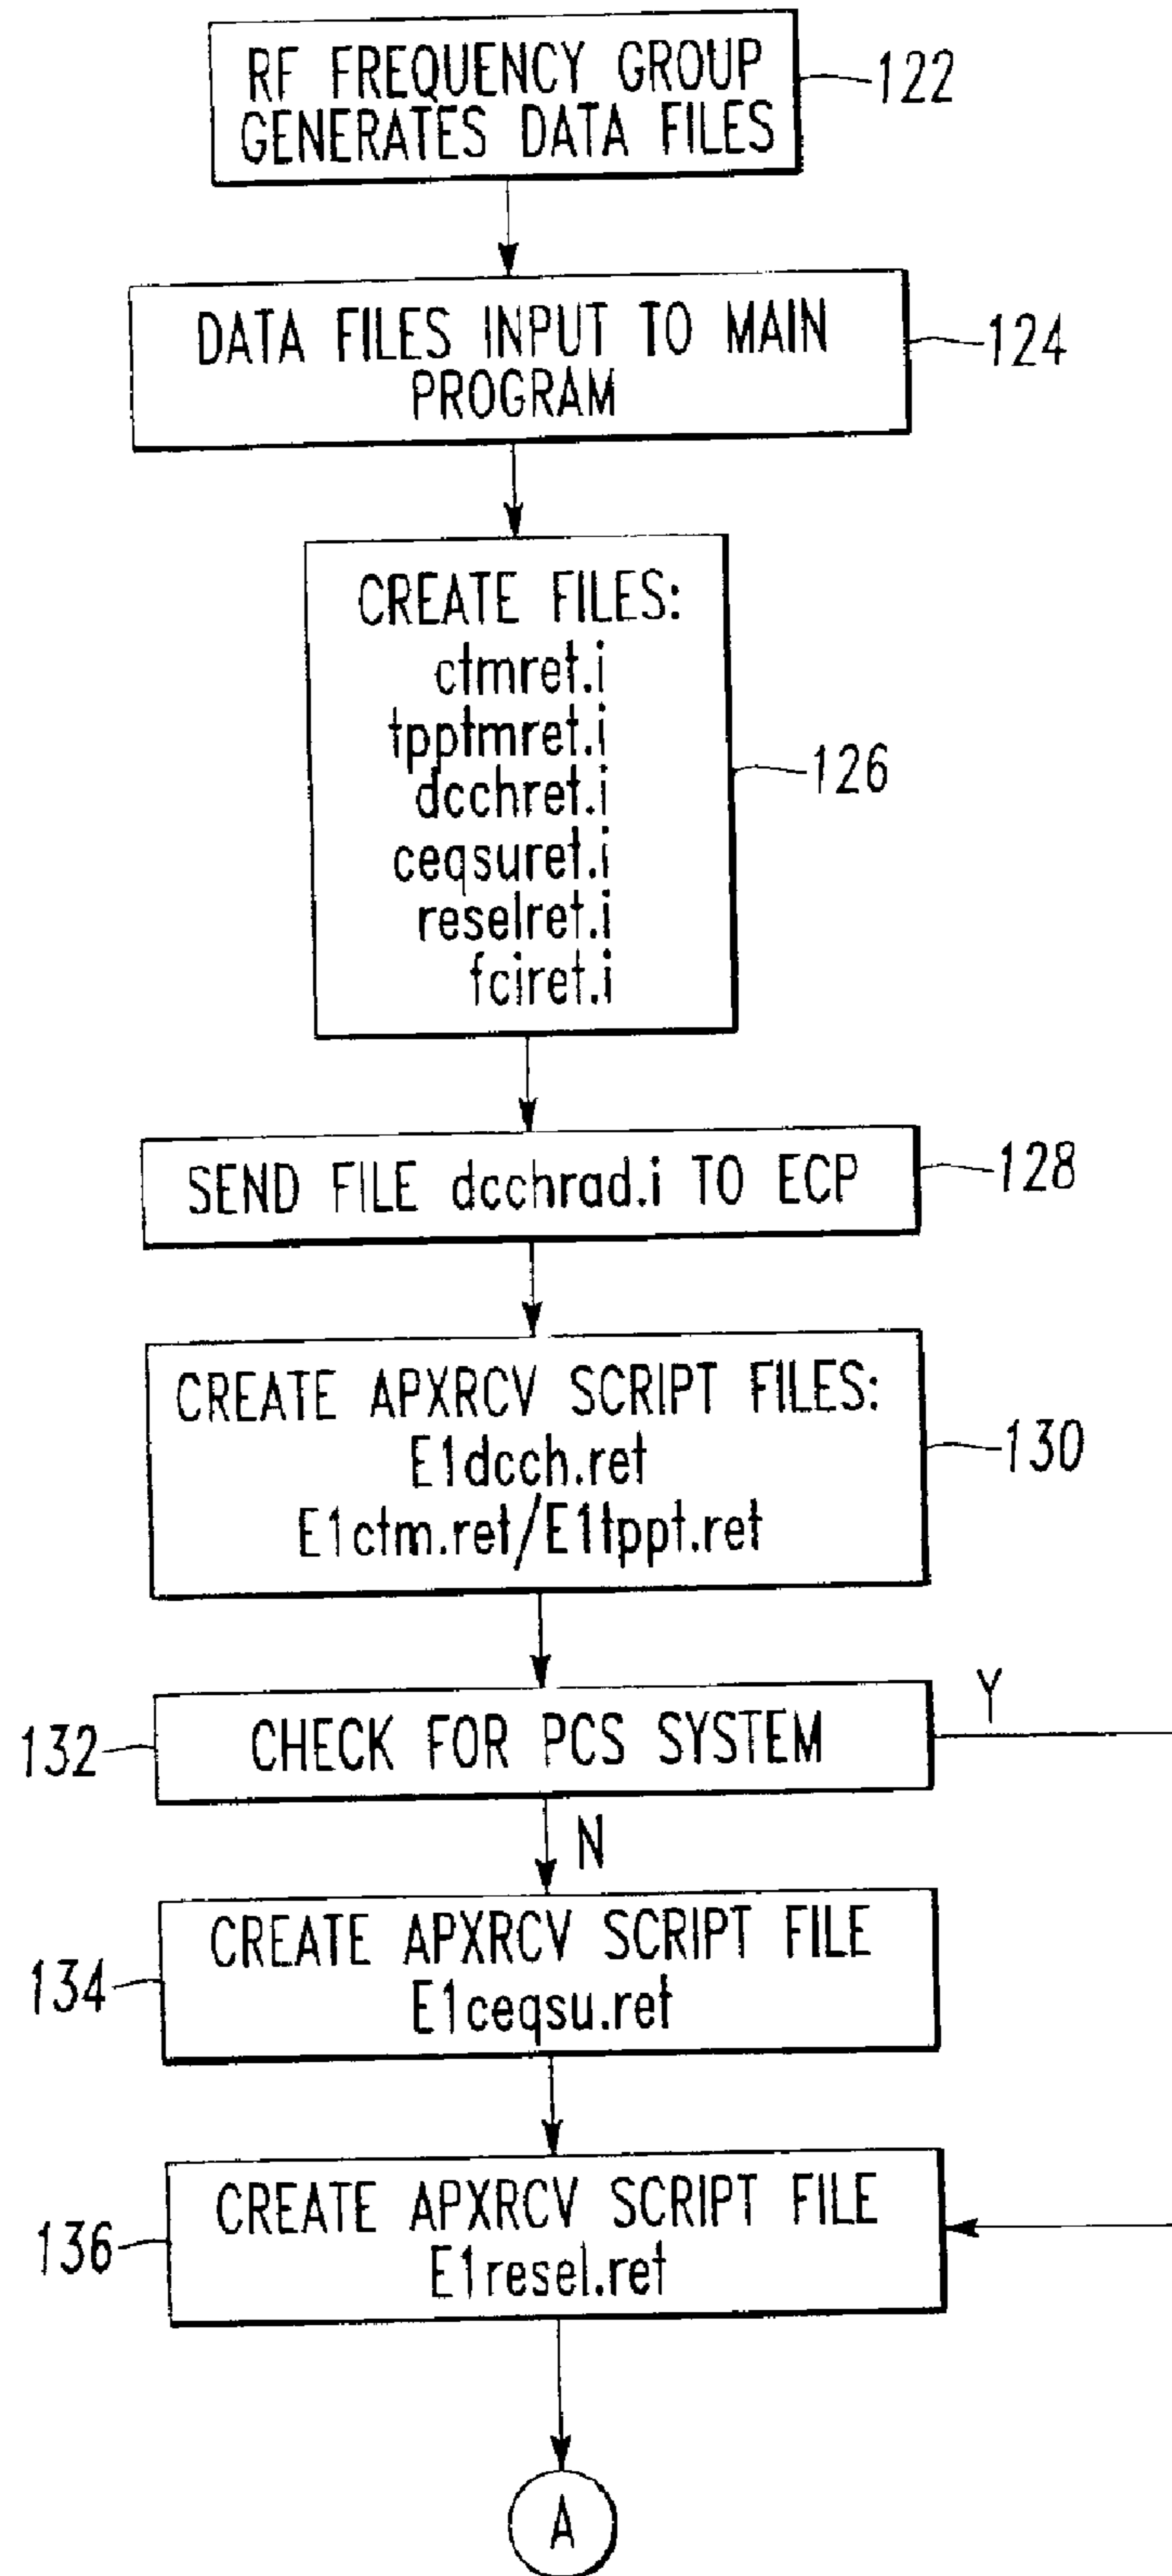 RF FREQUENCY GROUP
GENERATES DATA FILES
122
DATA FILES INPUT TO MAIN
PROGRAM
124
CREATE FILES:
ctmret.i
tpptmret.i
dcchret.i
ceqsuret.i
reselret.i
fciret.i
126
SEND FILE dcchrad.i TO ECP
128
CREATE APXRCV SCRIPT FILES:
E1dcch.ret
E1ctm.ret/E1tppt.ret
130
132
CHECK FOR PCS SYSTEM
Y
N
134
CREATE APXRCV SCRIPT FILE
E1ceqsu.ret
136
CREATE APXRCV SCRIPT FILE
E1resel.ret
A